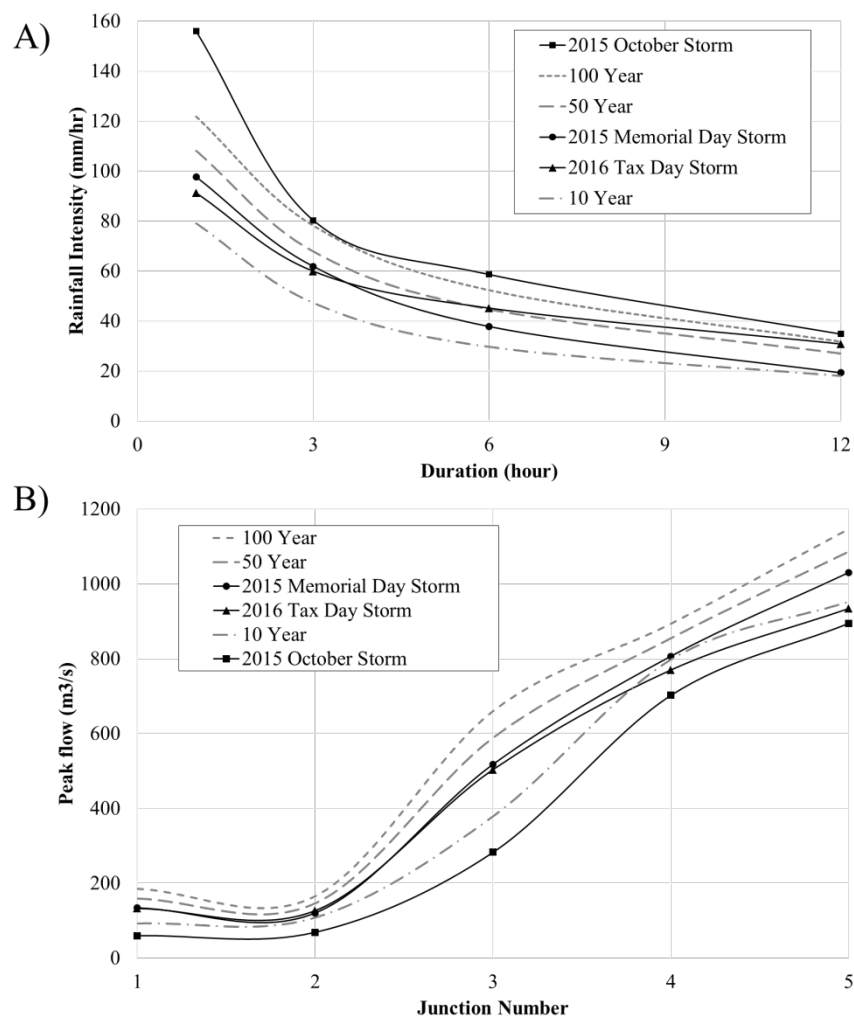 A)
160
140
120
100
80
60
40
20
0
Rainfall Intensity (mm/hr)
2015 October Storm
100 Year
50 Year
2015 Memorial Day Storm
2016 Tax Day Storm
10 Year
0 3 6 9 12
Duration (hour)
B)
1200
1000
800
600
400
200
0
Peak flow (m3/s)
100 Year
50 Year
2015 Memorial Day Storm
2016 Tax Day Storm
10 Year
2015 October Storm
1 2 3 4 5
Junction Number